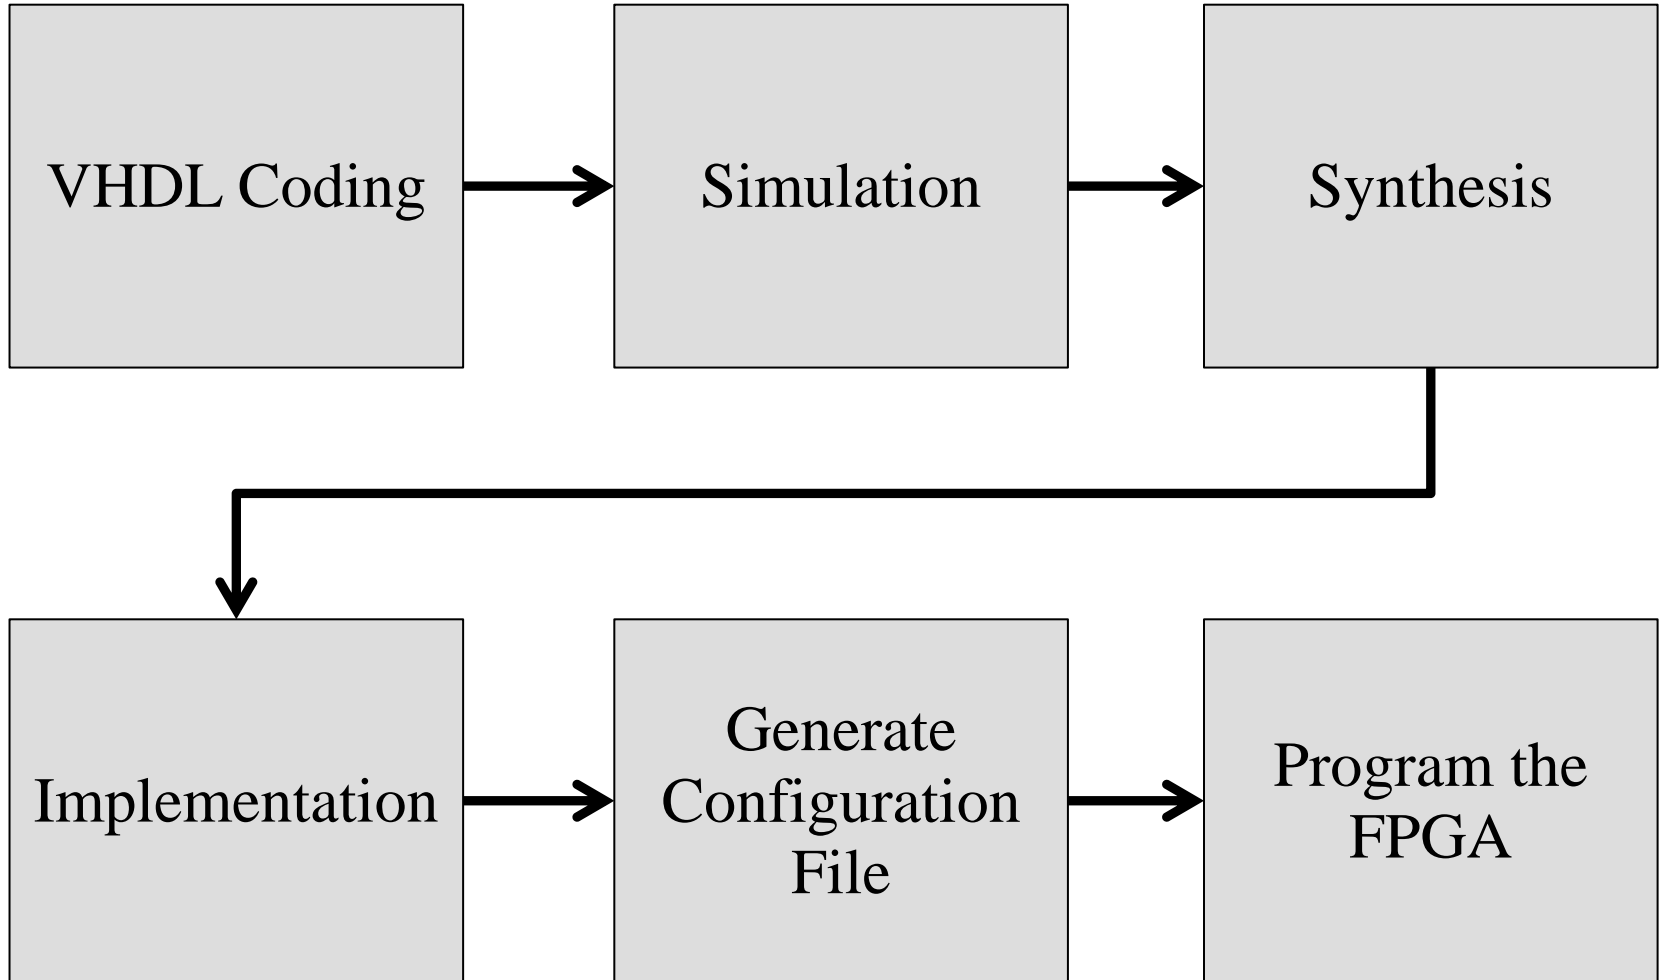 VHDL Coding
Simulation
Synthesis
Implementation
Generate
Configuration
File
Program the
FPGA